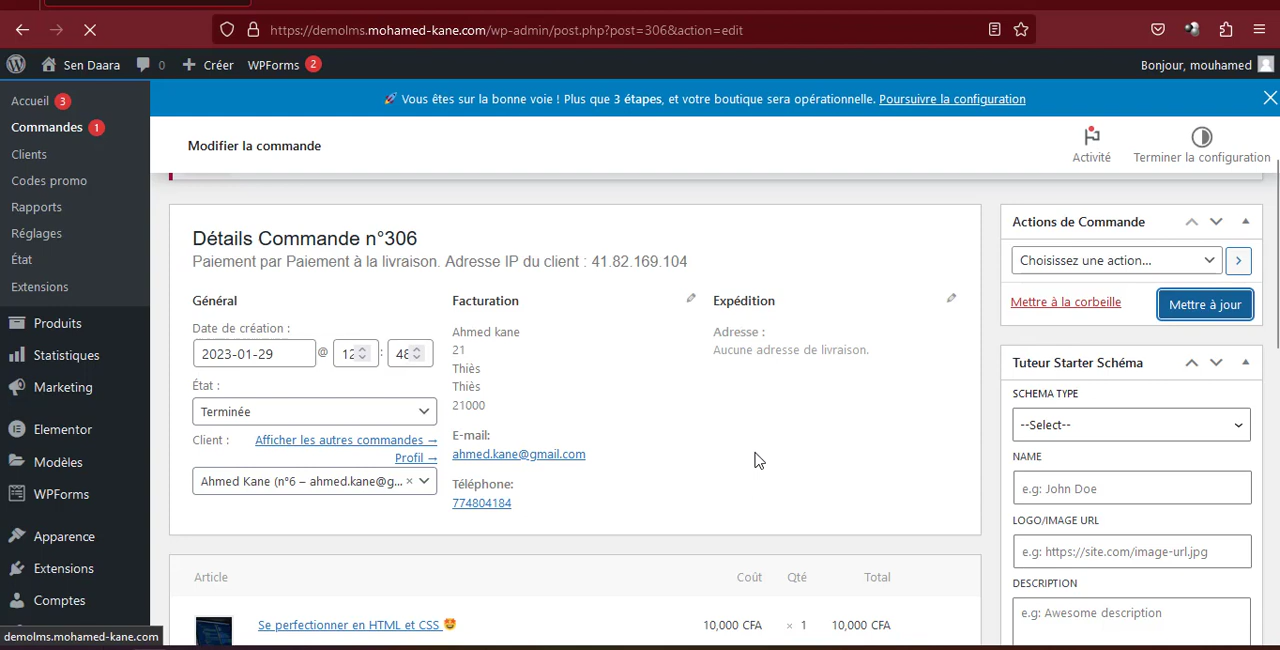 https://demolms.mohamed-kane.com/wp-admin/post.php?post=306&action=edit
Sen Daara 0 Créer WPForms 2 Bonjour, mouhamed
Accueil 3
Commandes 1
Clients
Codes promo
Rapports
Réglages
État
Extensions
Produits
Statistiques
Marketing
Elementor
Modèles
WPForms
Apparence
Extensions
Comptes
demolms.mohamed-kane.com
🚀 Vous êtes sur la bonne voie ! Plus que 3 étapes, et votre boutique sera opérationnelle. Poursuivre la configuration
Modifier la commande
Activité
Terminer la configuration
Détails Commande n°306
Paiement par Paiement à la livraison. Adresse IP du client : 41.82.169.104
Général
Date de création :
2023-01-29 @ 12 : 48
État :
Terminée
Client : Afficher les autres commandes →
Profil →
Ahmed Kane (n°6 – ahmed.kane@g... ×
Facturation
Ahmed kane
21
Thiès
Thiès
21000
E-mail:
ahmed.kane@gmail.com
Téléphone:
774804184
Expédition
Adresse :
Aucune adresse de livraison.
Article Coût Qté Total
Se perfectionner en HTML et CSS 🤩 10,000 CFA × 1 10,000 CFA
Actions de Commande
Choisissez une action...
Mettre à la corbeille
Mettre à jour
Tuteur Starter Schéma
SCHEMA TYPE
--Select--
NAME
e.g: John Doe
LOGO/IMAGE URL
e.g: https://site.com/image-url.jpg
DESCRIPTION
e.g: Awesome description